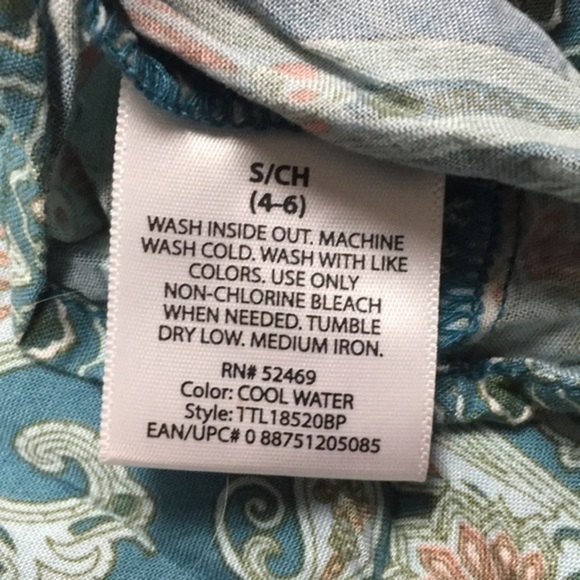 S/CH
(4-6)
WASH INSIDE OUT. MACHINE
WASH COLD. WASH WITH LIKE
COLORS. USE ONLY
NON-CHLORINE BLEACH
WHEN NEEDED. TUMBLE
DRY LOW. MEDIUM IRON.
RN# 52469
Color: COOL WATER
Style: TTL18520BP
EAN/UPC# 0 88751205085